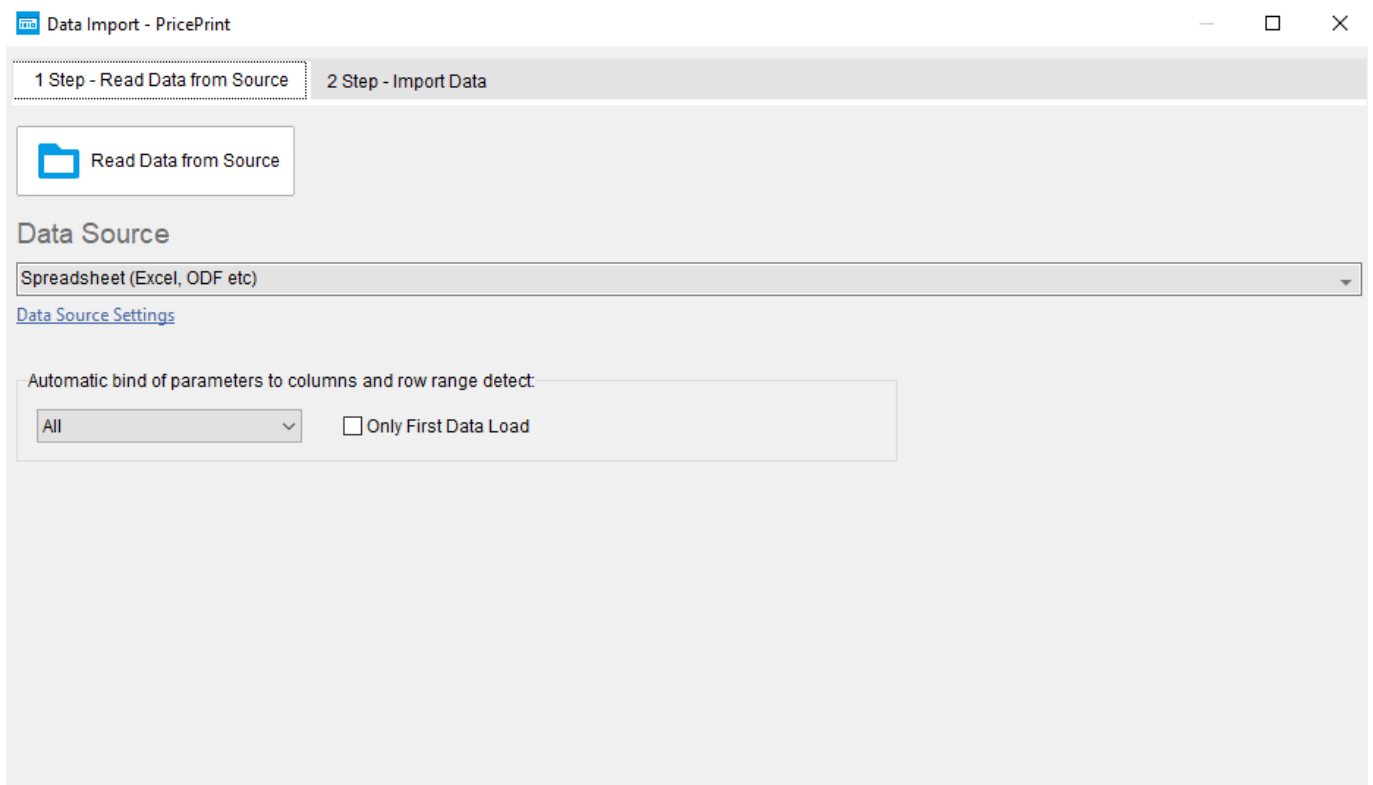 Data Import - PricePrint
1 Step - Read Data from Source
2 Step - Import Data
Read Data from Source
Data Source
Spreadsheet (Excel, ODF etc)
Data Source Settings
Automatic bind of parameters to columns and row range detect:
All
Only First Data Load